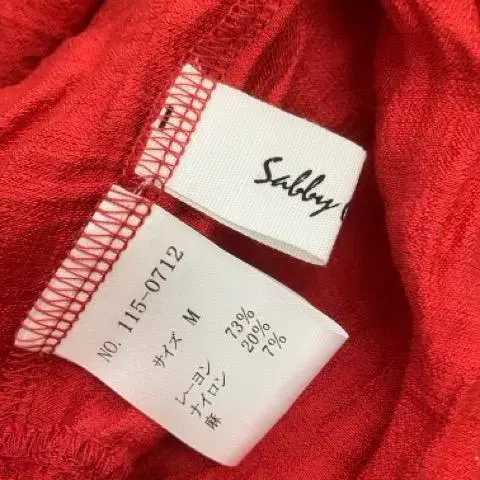 Sabby
NO. 115-0712
サイズ M
レーヨン 73%
ナイロン 20%
麻 7%